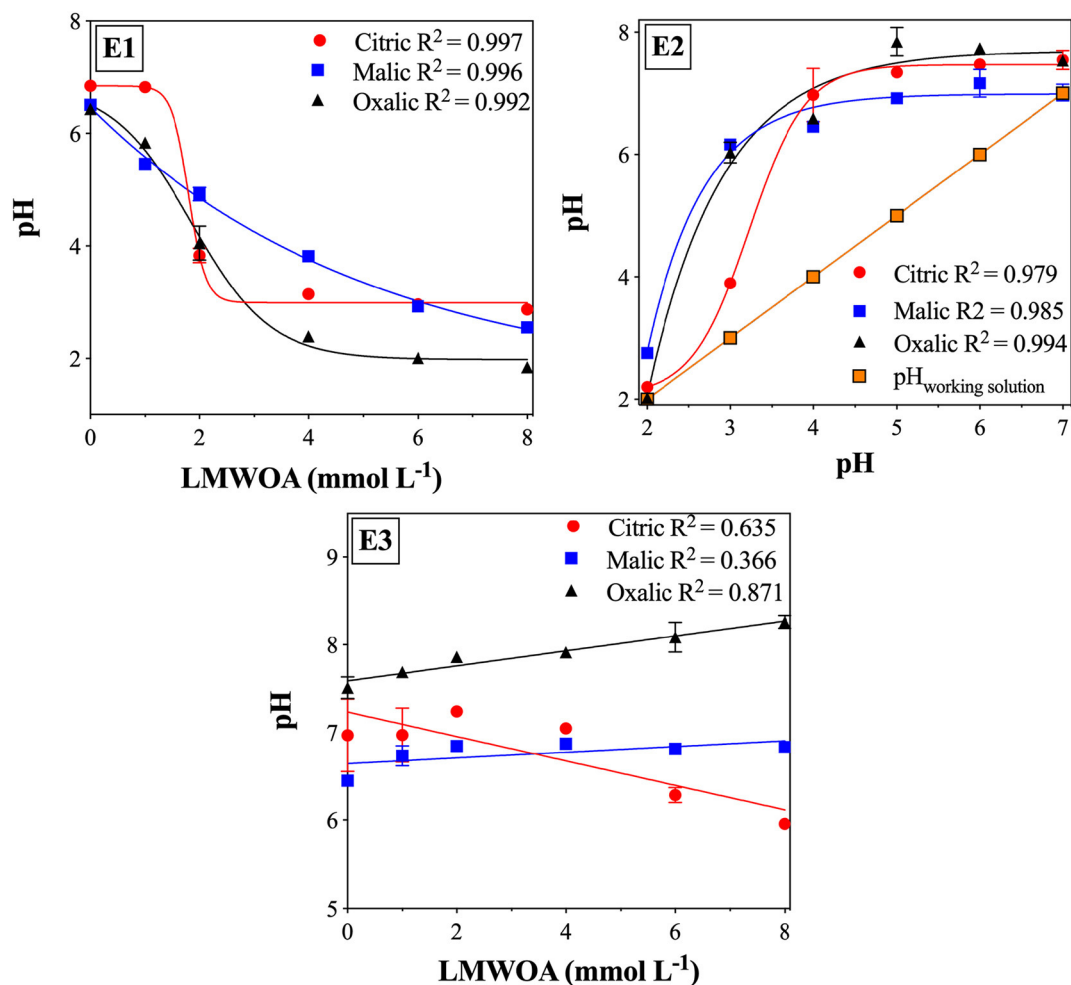 E1
Citric R² = 0.997
Malic R² = 0.996
Oxalic R² = 0.992
8
6
4
2
pH
0 2 4 6 8
LMWOA (mmol L⁻¹)
E2
8
6
4
2
pH
Citric R² = 0.979
Malic R2 = 0.985
Oxalic R² = 0.994
pHworking solution
2 3 4 5 6 7
pH
E3
Citric R² = 0.635
Malic R² = 0.366
Oxalic R² = 0.871
9
8
7
6
5
pH
0 2 4 6 8
LMWOA (mmol L⁻¹)